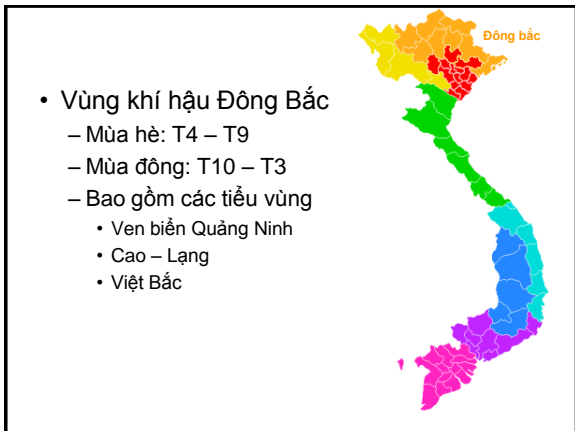 Đông bắc
• Vùng khí hậu Đông Bắc
– Mùa hè: T4 – T9
– Mùa đông: T10 – T3
– Bao gồm các tiểu vùng
• Ven biển Quảng Ninh
• Cao – Lạng
• Việt Bắc